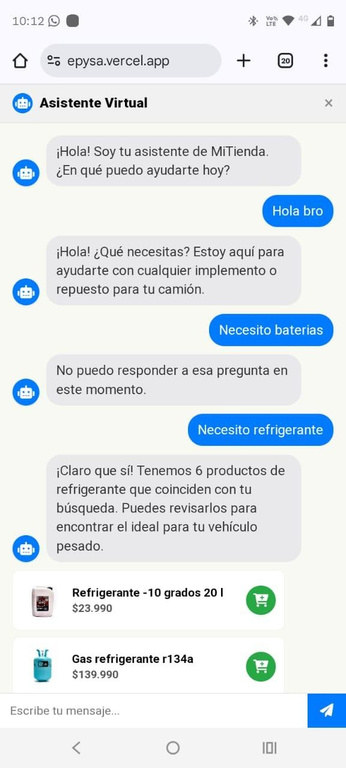 10:12
Vo))
LTE
4G
epysa.vercel.app
20
Asistente Virtual
×
¡Hola! Soy tu asistente de MiTienda.
¿En qué puedo ayudarte hoy?
Hola bro
¡Hola! ¿Qué necesitas? Estoy aquí para
ayudarte con cualquier implemento o
repuesto para tu camión.
Necesito baterias
No puedo responder a esa pregunta en
este momento.
Necesito refrigerante
¡Claro que sí! Tenemos 6 productos de
refrigerante que coinciden con tu
búsqueda. Puedes revisarlos para
encontrar el ideal para tu vehículo
pesado.
Refrigerante -10 grados 20 l
$23.990
Gas refrigerante r134a
$139.990
Escribe tu mensaje...